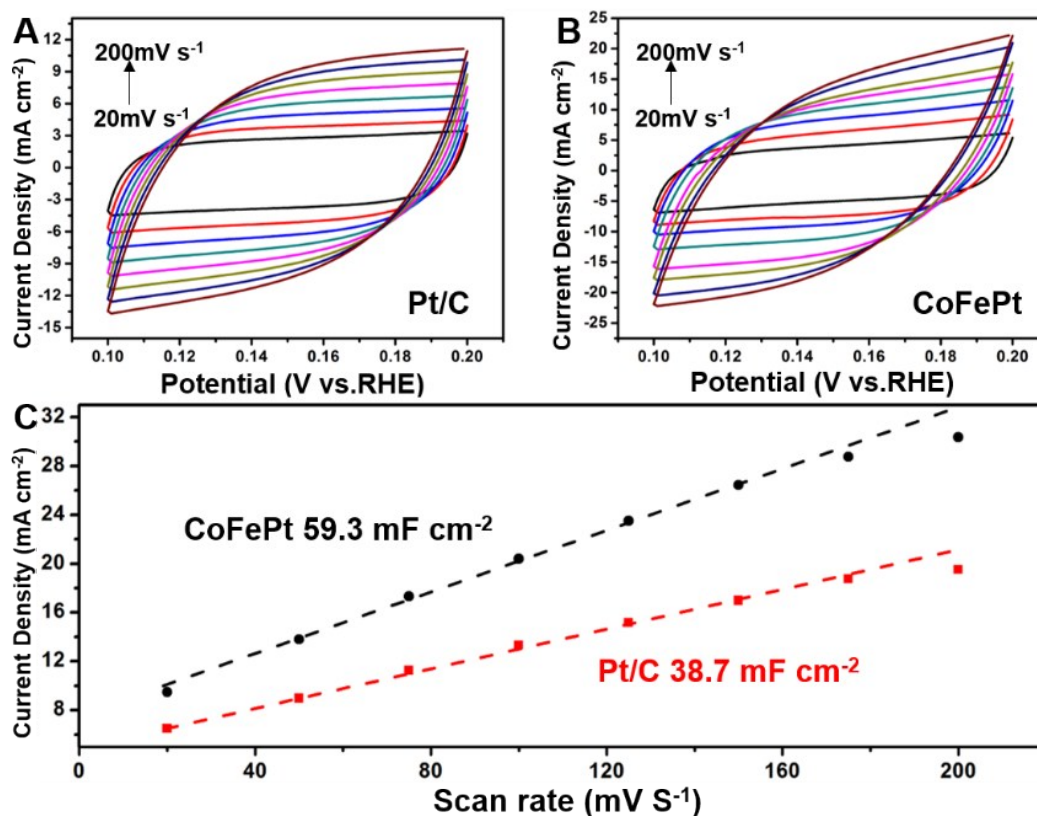 A
200mV s⁻¹
20mV s⁻¹
Pt/C
Current Density (mA cm⁻²)
12
9
6
3
0
-3
-6
-9
-12
-15
0.10 0.12 0.14 0.16 0.18 0.20
Potential (V vs.RHE)
B
200mV s⁻¹
20mV s⁻¹
CoFePt
Current Density (mA cm⁻²)
25
20
15
10
5
0
-5
-10
-15
-20
-25
0.10 0.12 0.14 0.16 0.18 0.20
Potential (V vs.RHE)
C
Current Density (mA cm⁻²)
32
28
24
20
16
12
8
CoFePt 59.3 mF cm⁻²
Pt/C 38.7 mF cm⁻²
0 40 80 120 160 200
Scan rate (mV S⁻¹)